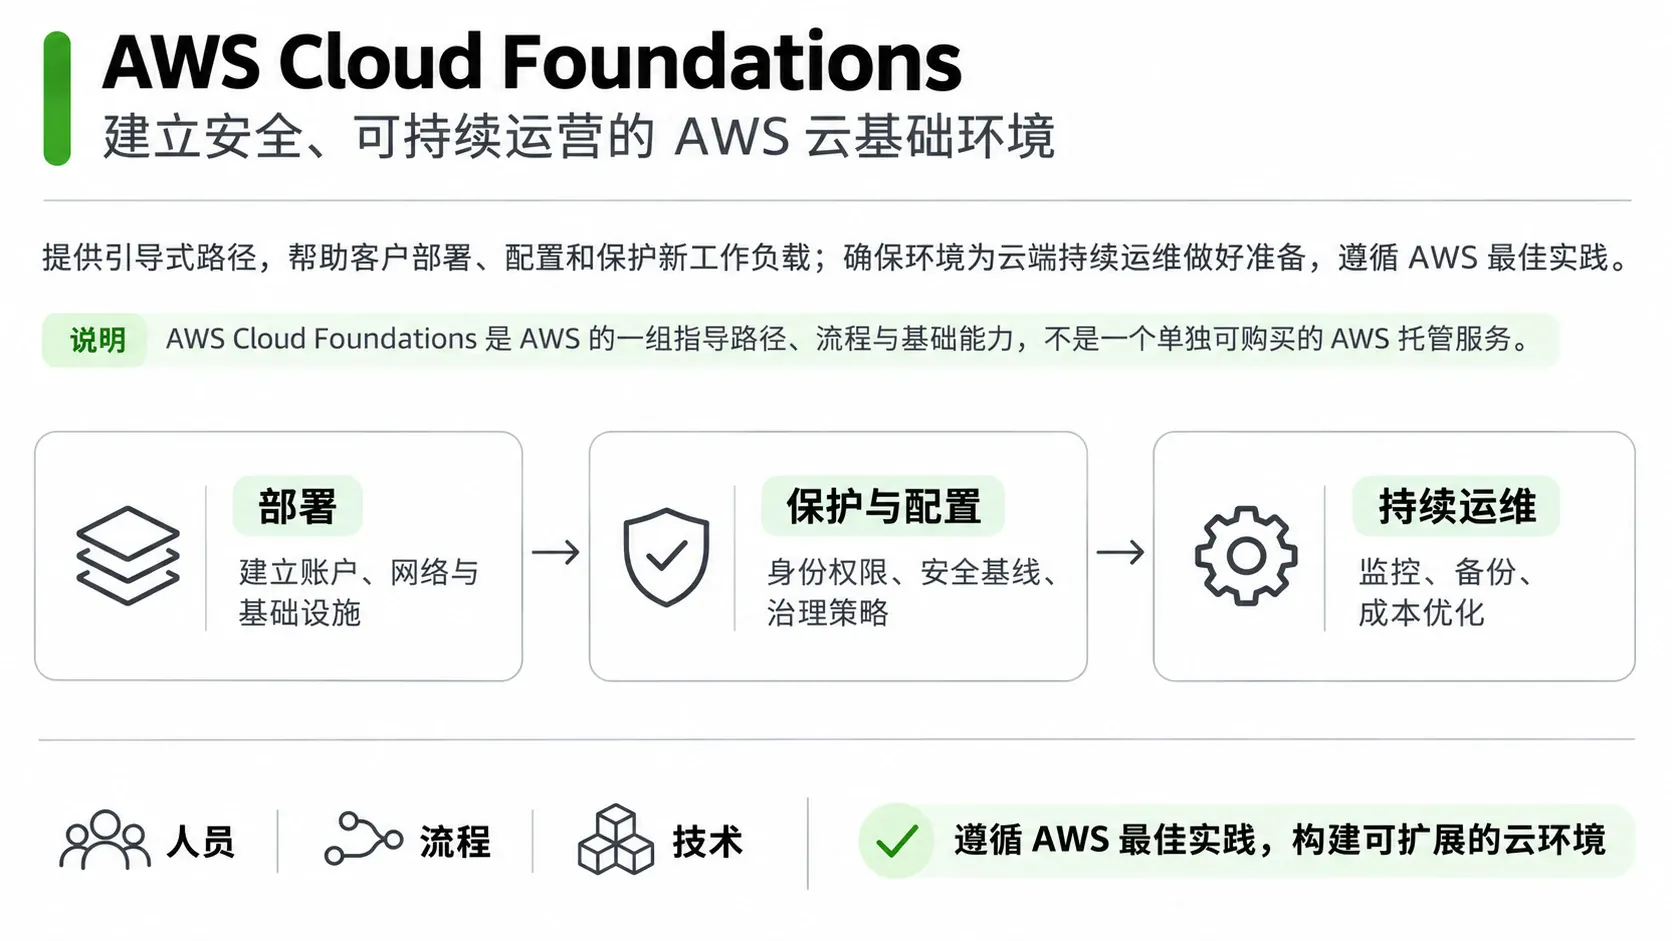 AWS Cloud Foundations
建立安全、可持续运营的 AWS 云基础环境
提供引导式路径，帮助客户部署、配置和保护新工作负载；确保环境为云端持续运维做好准备，遵循 AWS 最佳实践。
说明 AWS Cloud Foundations 是 AWS 的一组指导路径、流程与基础能力，不是一个单独可购买的 AWS 托管服务。
部署
建立账户、网络与
基础设施
保护与配置
身份权限、安全基线、
治理策略
持续运维
监控、备份、
成本优化
人员
流程
技术
遵循 AWS 最佳实践，构建可扩展的云环境